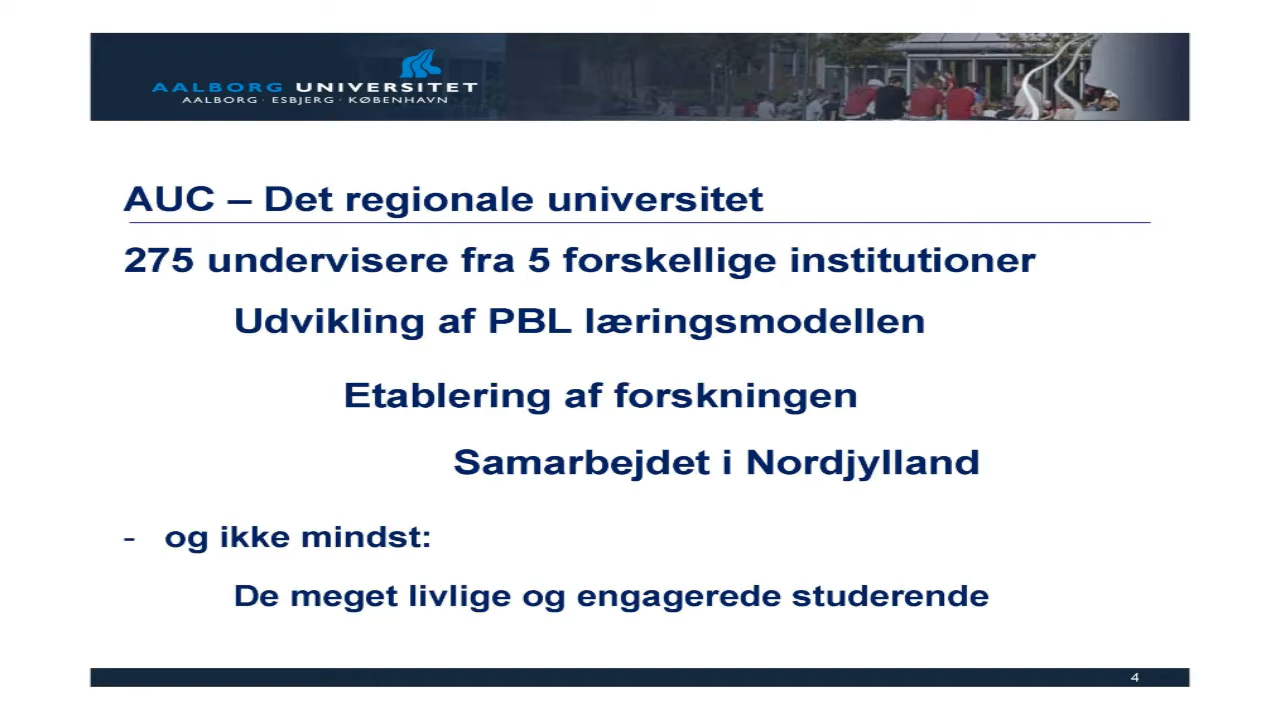 AALBORG UNIVERSITET
AALBORG · ESBJERG · KØBENHAVN
AUC – Det regionale universitet
275 undervisere fra 5 forskellige institutioner
Udvikling af PBL læringsmodellen
Etablering af forskningen
Samarbejdet i Nordjylland
- og ikke mindst:
De meget livlige og engagerede studerende
4